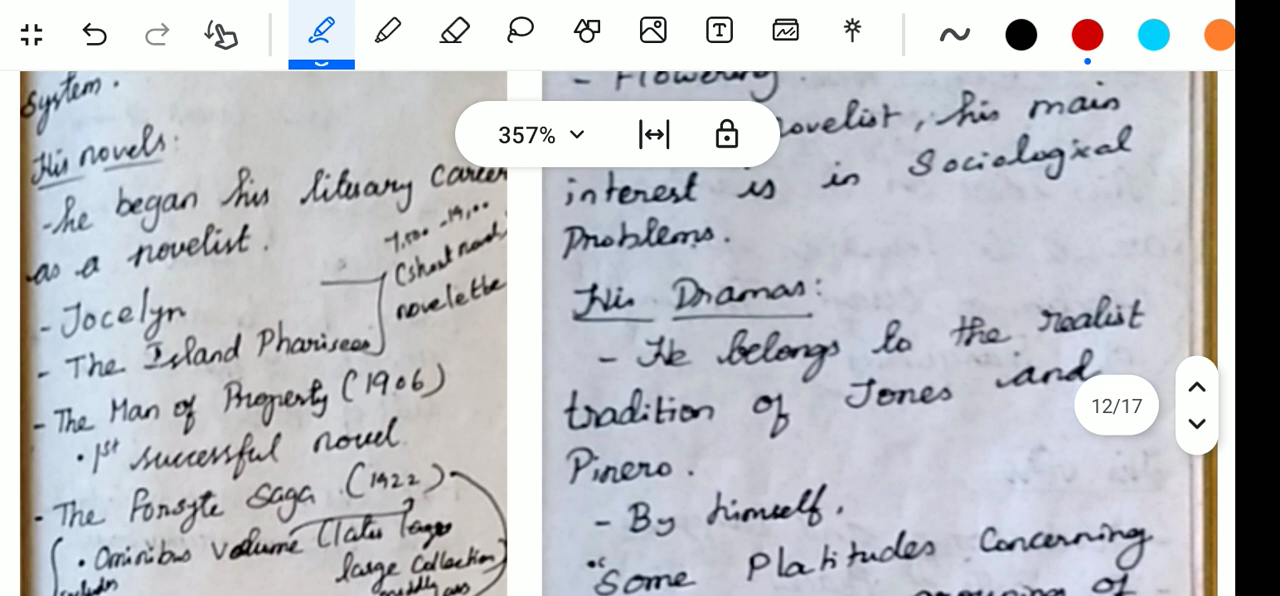 357%
System.
His novels:
-he began his literary career
as a novelist.
7,500 -
(short novel
novelette
- Jocelyn
- The Island Pharisees
- The Man of Property (1906)
• 1st successful novel.
- The Forsyte Saga (1922)
• Ominibus volume
large collection
- Flowering
novelist, his main
interest is in Sociological
Problems.
His Dramas:
- He belongs to the realist
tradition of Jones and
Pinero.
- By himself.
"Some Platitudes Concerning
grouping of
12/17